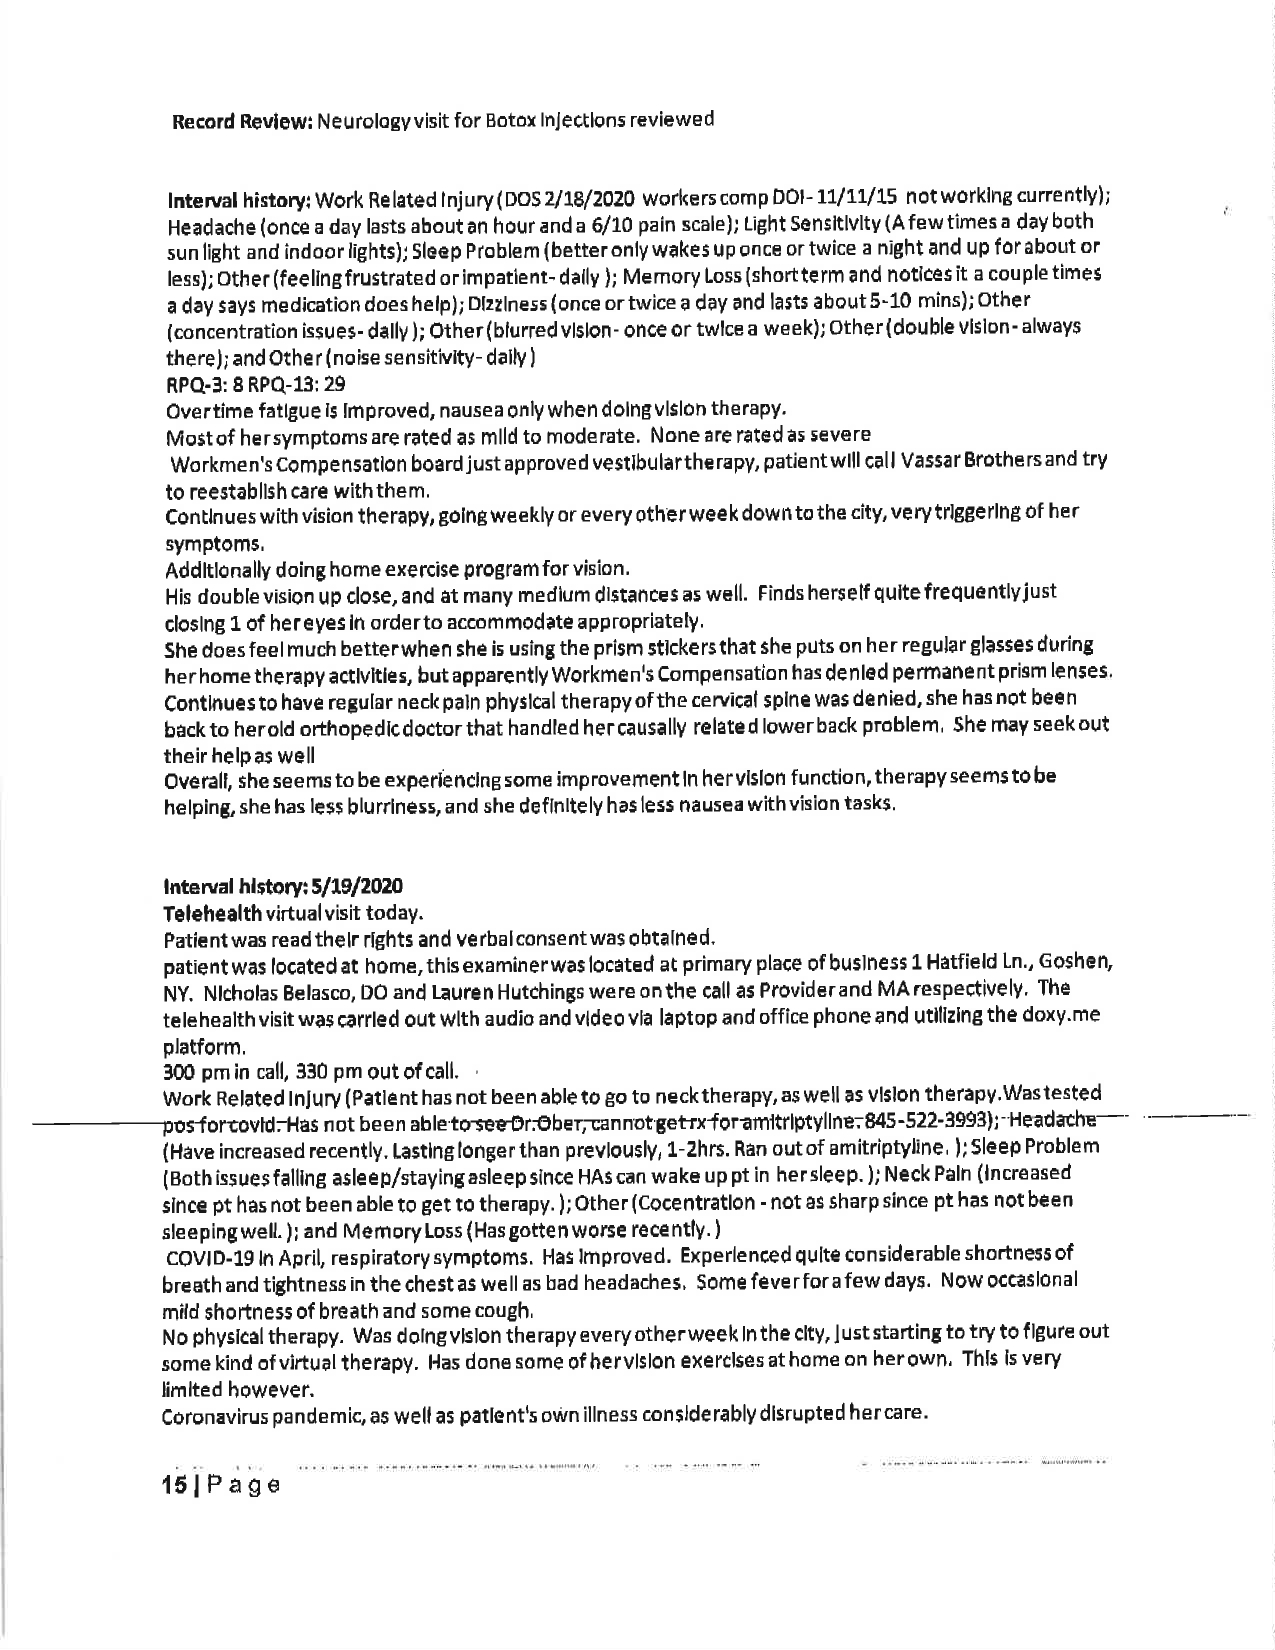 Record Review: Neurology visit for Botox Injections reviewed
Interval history: Work Related Injury (DOS 2/18/2020 workers comp DOI- 11/11/15 not working currently);
Headache (once a day lasts about an hour and a 6/10 pain scale); Light Sensitivity (A few times a day both
sun light and indoor lights); Sleep Problem (better only wakes up once or twice a night and up for about or
less); Other (feeling frustrated or impatient- daily ); Memory Loss (short term and notices it a couple times
a day says medication does help); Dizziness (once or twice a day and lasts about 5-10 mins); Other
(concentration issues- daily ); Other (blurred vision- once or twice a week); Other (double vision- always
there); and Other (noise sensitivity- daily )
RPQ-3: 8 RPQ-13: 29
Overtime fatigue is improved, nausea only when doing vision therapy.
Most of her symptoms are rated as mild to moderate. None are rated as severe
Workmen's Compensation board just approved vestibular therapy, patient will call Vassar Brothers and try
to reestablish care with them.
Continues with vision therapy, going weekly or every other week down to the city, very triggering of her
symptoms.
Additionally doing home exercise program for vision.
His double vision up close, and at many medium distances as well. Finds herself quite frequently just
closing 1 of her eyes in order to accommodate appropriately.
She does feel much better when she is using the prism stickers that she puts on her regular glasses during
her home therapy activities, but apparently Workmen's Compensation has denied permanent prism lenses.
Continues to have regular neck pain physical therapy of the cervical spine was denied, she has not been
back to her old orthopedic doctor that handled her causally related lower back problem. She may seek out
their help as well
Overall, she seems to be experiencing some improvement in her vision function, therapy seems to be
helping, she has less blurriness, and she definitely has less nausea with vision tasks.
Interval history: 5/19/2020
Telehealth virtual visit today.
Patient was read their rights and verbal consent was obtained.
patient was located at home, this examiner was located at primary place of business 1 Hatfield Ln., Goshen,
NY. Nicholas Belasco, DO and Lauren Hutchings were on the call as Provider and MA respectively. The
telehealth visit was carried out with audio and video via laptop and office phone and utilizing the doxy.me
platform.
300 pm in call, 330 pm out of call.
Work Related Injury (Patient has not been able to go to neck therapy, as well as vision therapy. Was tested
pos for covid. Has not been able to see Dr. Ober, cannot get rx for amitriptyline. 845-522-3993); Headache
(Have increased recently. Lasting longer than previously, 1-2hrs. Ran out of amitriptyline. ); Sleep Problem
(Both issues falling asleep/staying asleep since HAs can wake up pt in her sleep. ); Neck Pain (Increased
since pt has not been able to get to therapy. ); Other (Cocentration - not as sharp since pt has not been
sleeping well. ); and Memory Loss (Has gotten worse recently. )
COVID-19 in April, respiratory symptoms. Has improved. Experienced quite considerable shortness of
breath and tightness in the chest as well as bad headaches. Some fever for a few days. Now occasional
mild shortness of breath and some cough.
No physical therapy. Was doing vision therapy every other week in the city, just starting to try to figure out
some kind of virtual therapy. Has done some of her vision exercises at home on her own. This is very
limited however.
Coronavirus pandemic, as well as patient's own illness considerably disrupted her care.
15 | Page